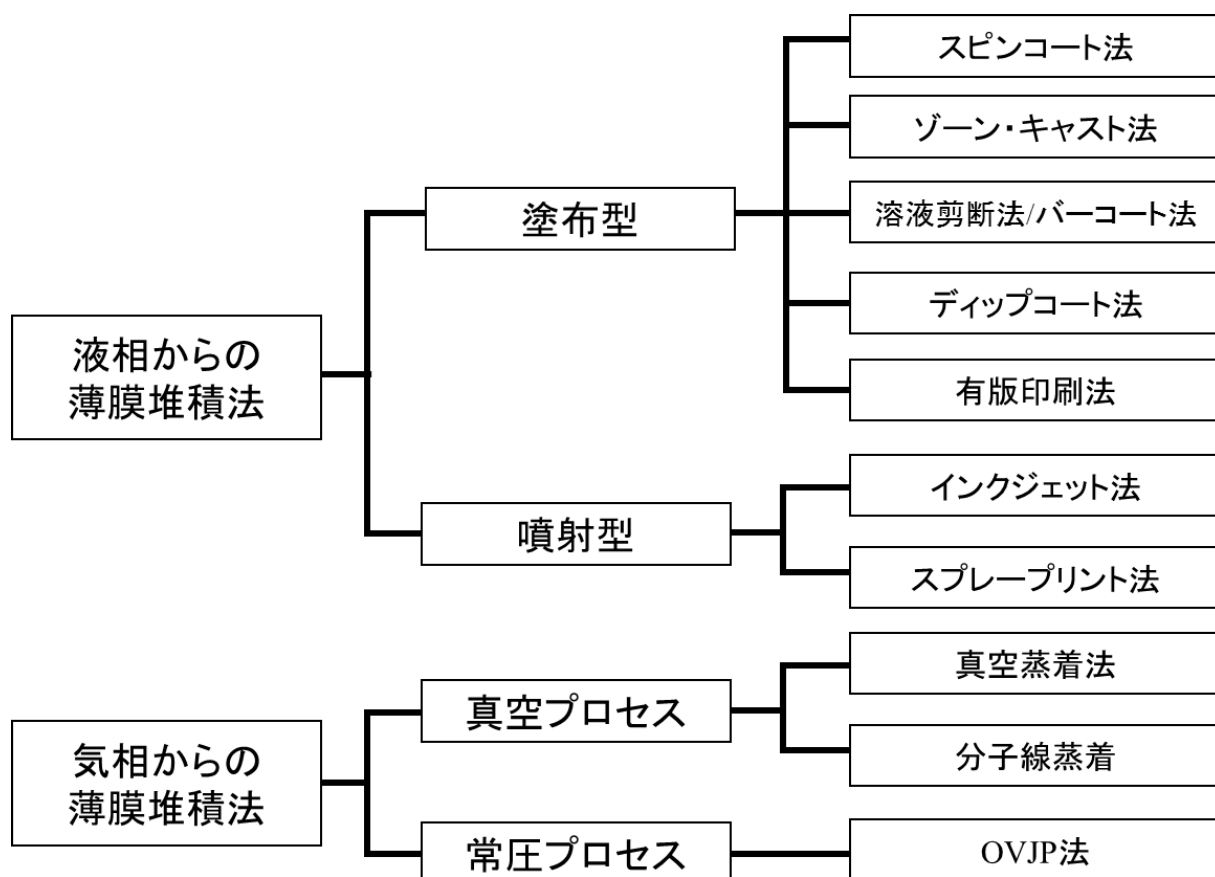 液相からの
薄膜堆積法
塗布型
スピンコート法
ゾーン・キャスト法
溶液剪断法/バーコート法
ディップコート法
有版印刷法
噴射型
インクジェット法
スプレープリント法
気相からの
薄膜堆積法
真空プロセス
真空蒸着法
分子線蒸着
常圧プロセス
OVJP法